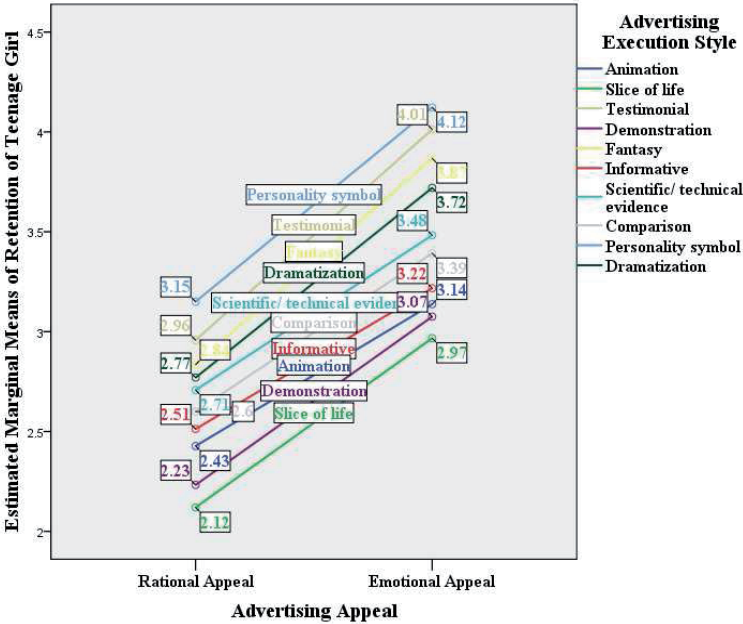 Estimated Marginal Means of Retention of Teenage Girl
4.5
4
3.5
3
2.5
2
4.01
4.12
3.87
3.72
3.48
3.39
3.22
3.14
3.07
2.97
Personality symbol
Testimonial
Fantasy
Dramatization
Scientific/ technical eviden
Comparison
Informative
Animation
Demonstration
Slice of life
3.15
2.96
2.77
2.71
2.6
2.51
2.43
2.23
2.12
Rational Appeal
Emotional Appeal
Advertising Appeal
Advertising
Execution Style
Animation
Slice of life
Testimonial
Demonstration
Fantasy
Informative
Scientific/ technical
evidence
Comparison
Personality symbol
Dramatization